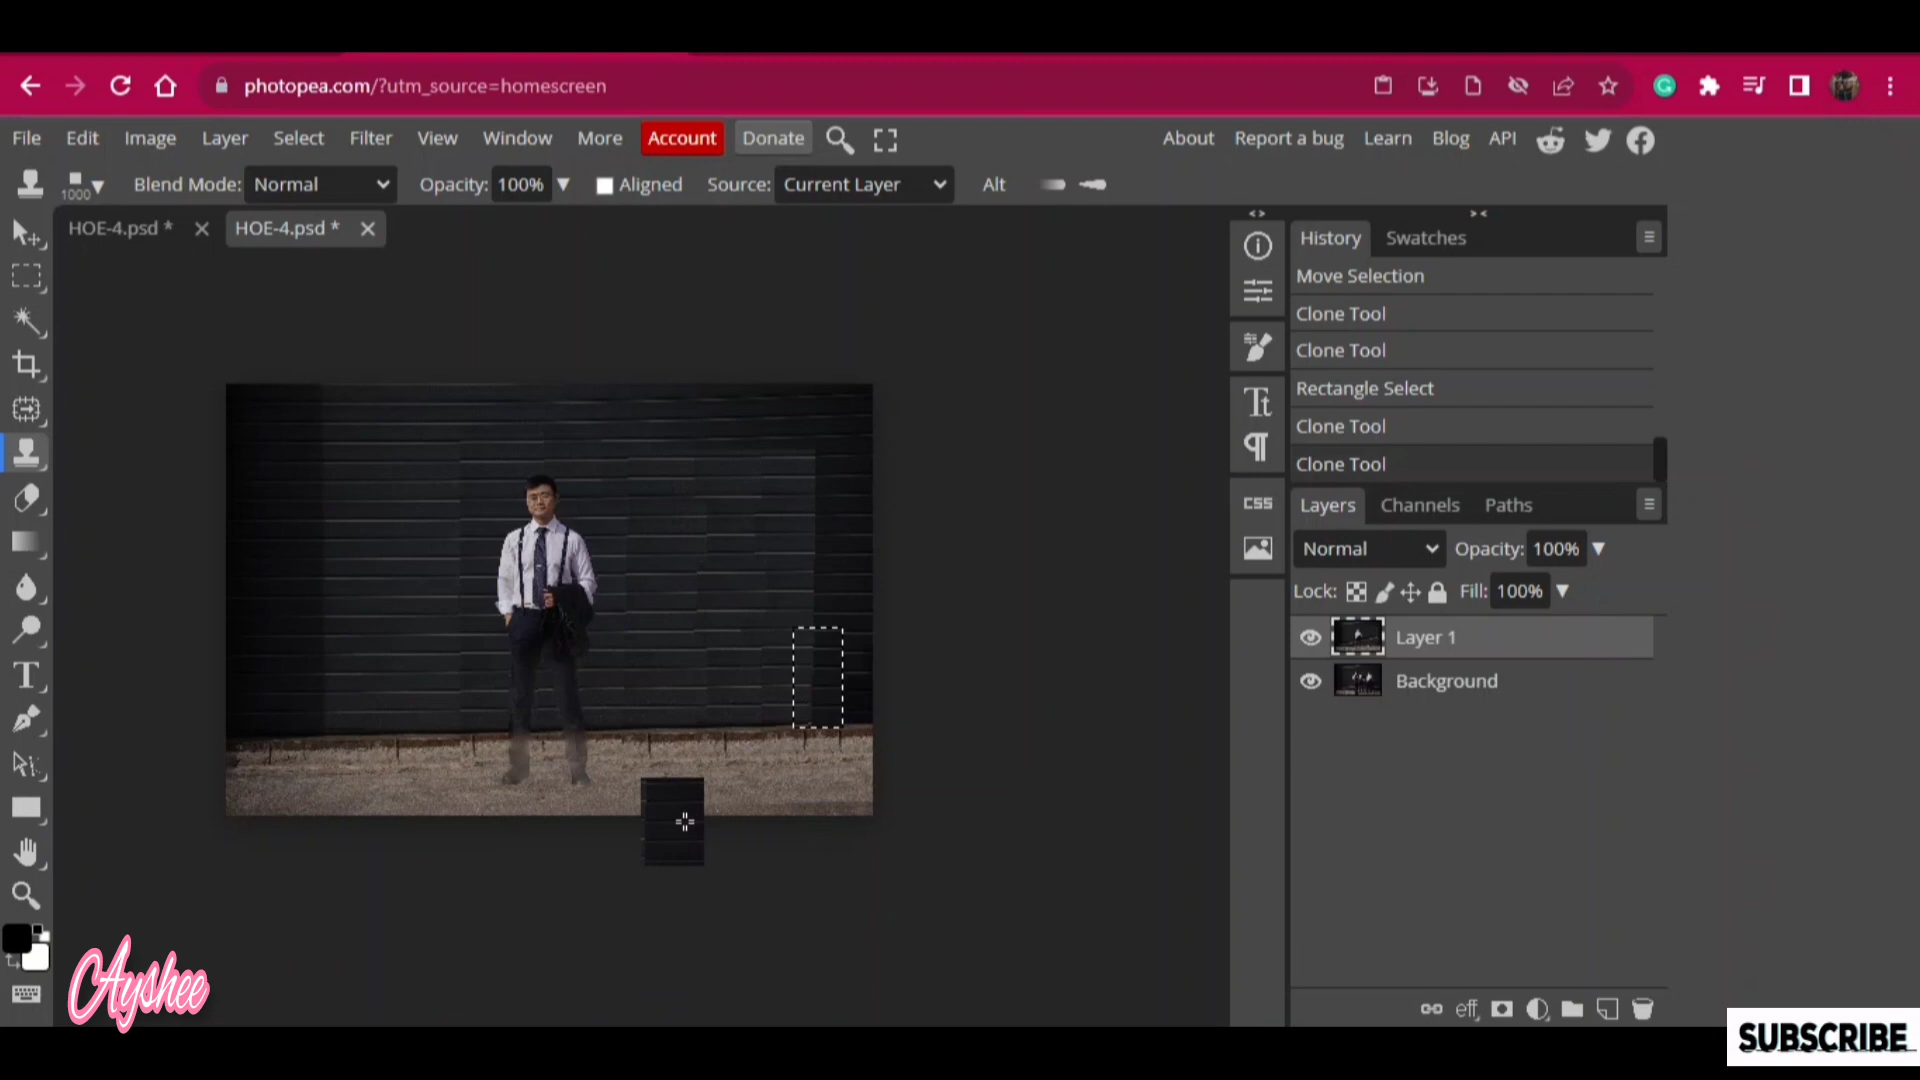 photopea.com/?utm_source=homescreen
File Edit Image Layer Select Filter View Window More Account Donate About Report a bug Learn Blog API
1000 Blend Mode: Normal Opacity: 100% Aligned Source: Current Layer Alt
HOE-4.psd * HOE-4.psd *
History Swatches
Move Selection
Clone Tool
Clone Tool
Rectangle Select
Clone Tool
Clone Tool
CSS
Layers Channels Paths
Normal Opacity: 100%
Lock: Fill: 100%
Layer 1
Background
eff
Ayshee
SUBSCRIBE